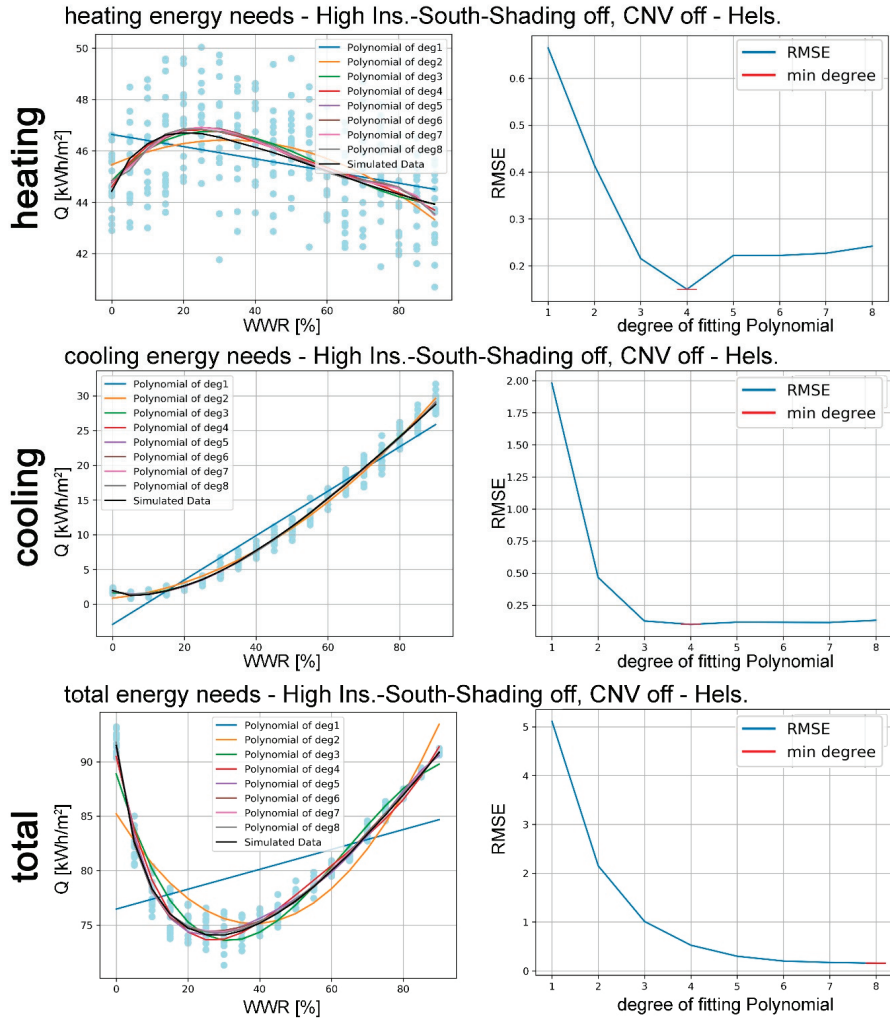 heating energy needs - High Ins.-South-Shading off, CNV off - Hels.
heating
Q [kWh/m²]
50
48
46
44
42
0
20
40
60
80
WWR [%]
Polynomial of deg1
Polynomial of deg2
Polynomial of deg3
Polynomial of deg4
Polynomial of deg5
Polynomial of deg6
Polynomial of deg7
Polynomial of deg8
Simulated Data
RMSE
0.6
0.5
0.4
0.3
0.2
1
2
3
4
5
6
7
8
degree of fitting Polynomial
RMSE
min degree
cooling energy needs - High Ins.-South-Shading off, CNV off - Hels.
cooling
Q [kWh/m²]
30
25
20
15
10
5
0
0
20
40
60
80
WWR [%]
Polynomial of deg1
Polynomial of deg2
Polynomial of deg3
Polynomial of deg4
Polynomial of deg5
Polynomial of deg6
Polynomial of deg7
Polynomial of deg8
Simulated Data
RMSE
2.00
1.75
1.50
1.25
1.00
0.75
0.50
0.25
1
2
3
4
5
6
7
8
degree of fitting Polynomial
RMSE
min degree
total energy needs - High Ins.-South-Shading off, CNV off - Hels.
total
Q [kWh/m²]
90
85
80
75
0
20
40
60
80
WWR [%]
Polynomial of deg1
Polynomial of deg2
Polynomial of deg3
Polynomial of deg4
Polynomial of deg5
Polynomial of deg6
Polynomial of deg7
Polynomial of deg8
Simulated Data
RMSE
5
4
3
2
1
0
1
2
3
4
5
6
7
8
degree of fitting Polynomial
RMSE
min degree